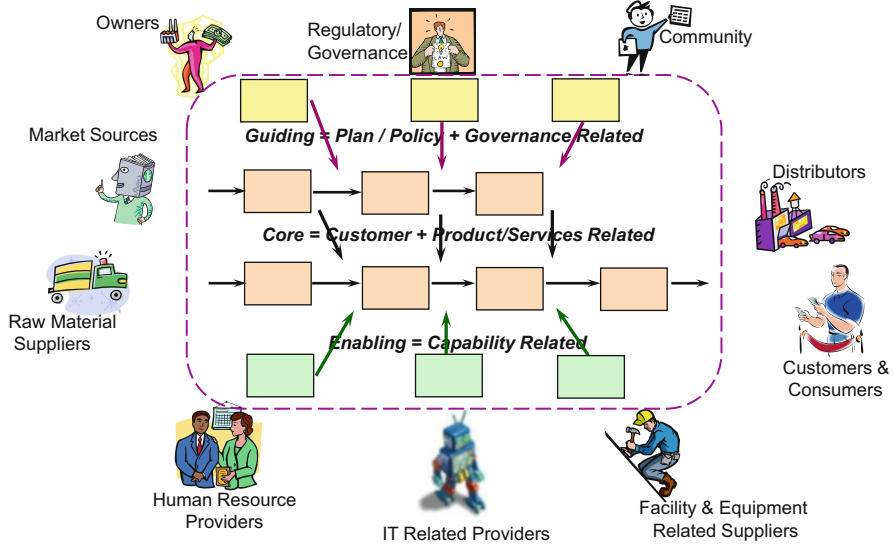 Owners
Regulatory/
Governance
Community
Market Sources
Guiding = Plan / Policy + Governance Related
Distributors
Core = Customer + Product/Services Related
Raw Material
Suppliers
Enabling = Capability Related
Customers &
Consumers
Human Resource
Providers
IT Related Providers
Facility & Equipment
Related Suppliers
LAW